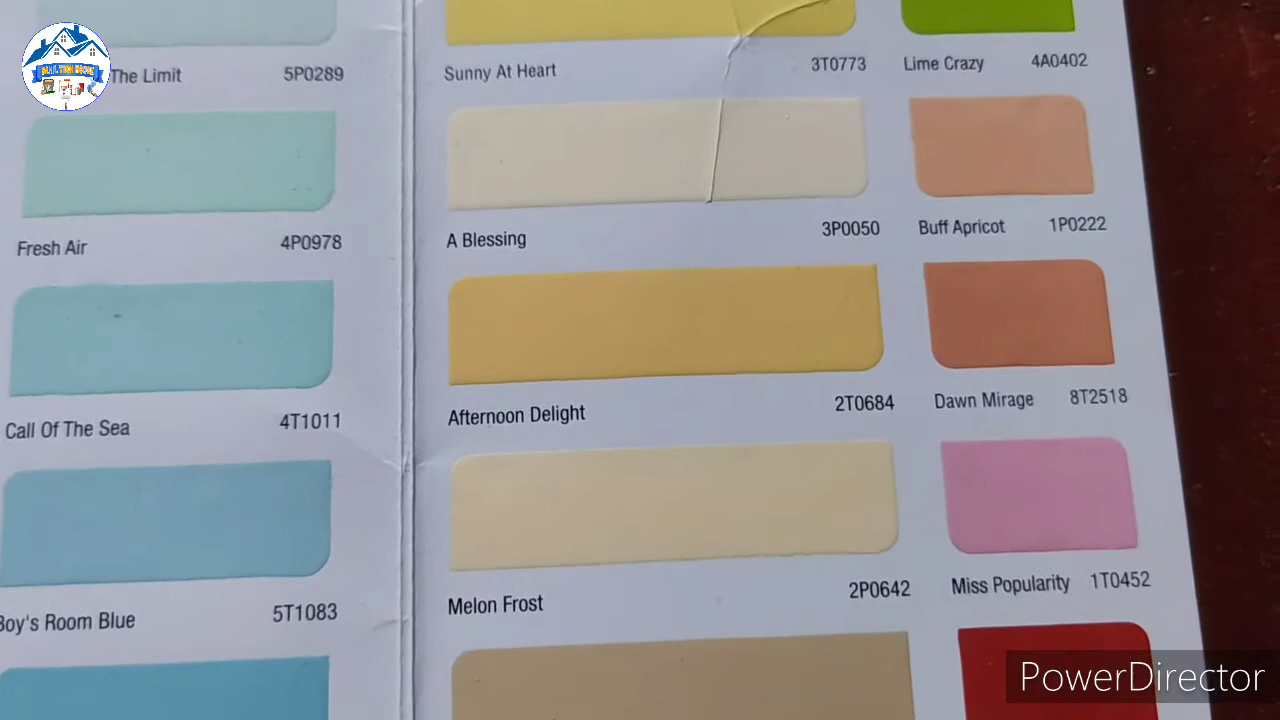 The Limit 5P0289
Sunny At Heart 3T0773
Lime Crazy 4A0402
Fresh Air 4P0978
A Blessing 3P0050
Buff Apricot 1P0222
Call Of The Sea 4T1011
Afternoon Delight 2T0684
Dawn Mirage 8T2518
Boy's Room Blue 5T1083
Melon Frost 2P0642
Miss Popularity 1T0452
PowerDirector